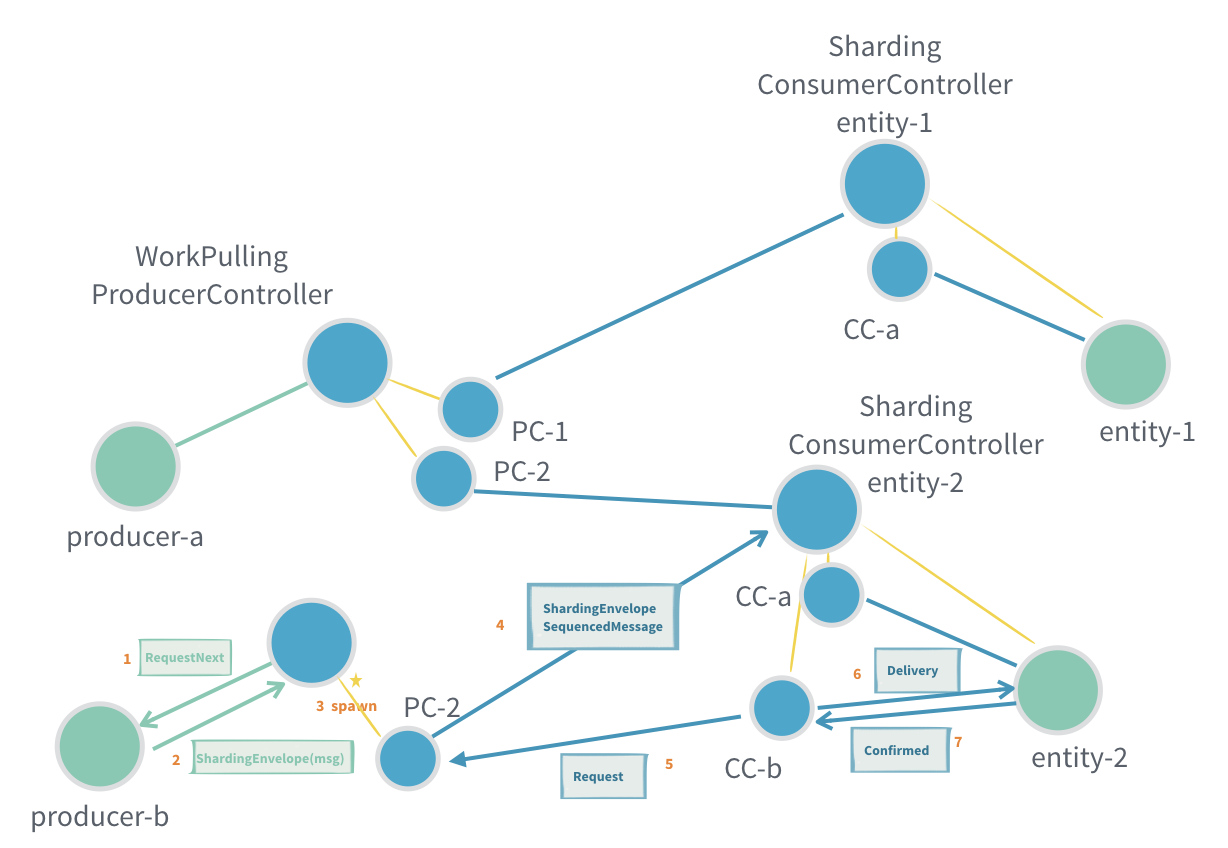 Sharding
ConsumerController
entity-1
WorkPulling
ProducerController
CC-a
PC-1
entity-1
PC-2
Sharding
ConsumerController
entity-2
producer-a
CC-a
4
ShardingEnvelope
SequencedMessage
1
RequestNext
6
Delivery
3 spawn
PC-2
2
ShardingEnvelope(msg)
Confirmed
7
5
Request
CC-b
entity-2
producer-b